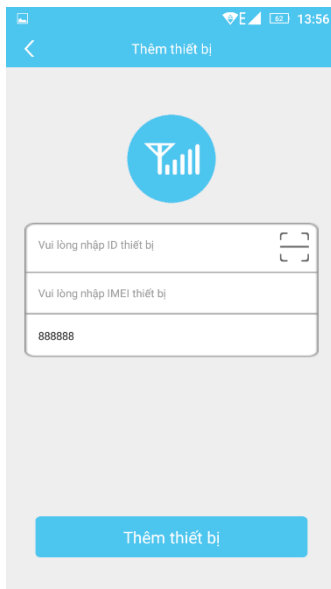 E 82 13:56
Thêm thiết bị
Vui lòng nhập ID thiết bị
Vui lòng nhập IMEI thiết bị
888888
Thêm thiết bị